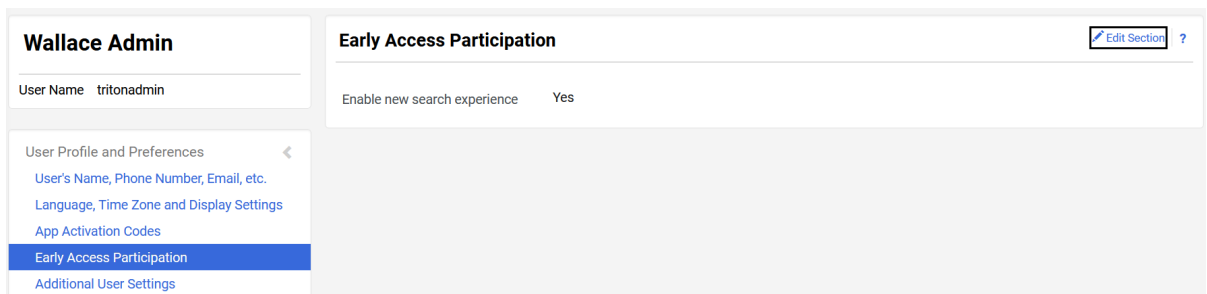 Wallace Admin
User Name tritonadmin
User Profile and Preferences
User's Name, Phone Number, Email, etc.
Language, Time Zone and Display Settings
App Activation Codes
Early Access Participation
Additional User Settings
Early Access Participation
Edit Section ?
Enable new search experience Yes